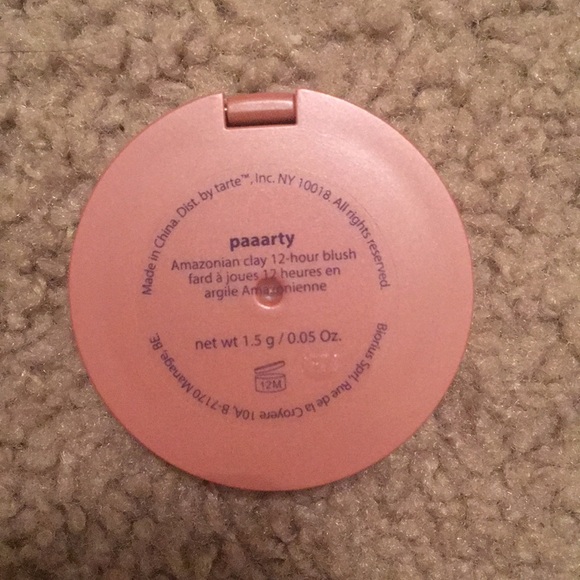 Made in China. Dist. by tarte™, Inc. NY 10018. All rights reserved.
paaarty
Amazonian clay 12-hour blush
fard à joues 12 heures en
argile Amazonienne
net wt 1.5 g / 0.05 Oz.
12M
Biorius Sprl, Rue de la Croyere 10A, B-7170 Manage, BE.